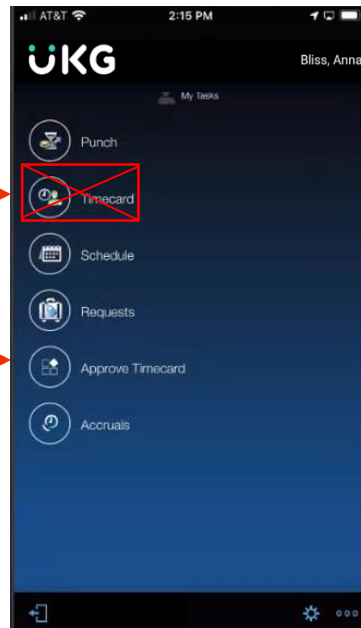 AT&T 2:15 PM
UKG
Bliss, Anna
My Tasks
Punch
Timecard
Schedule
Requests
Approve Timecard
Accruals